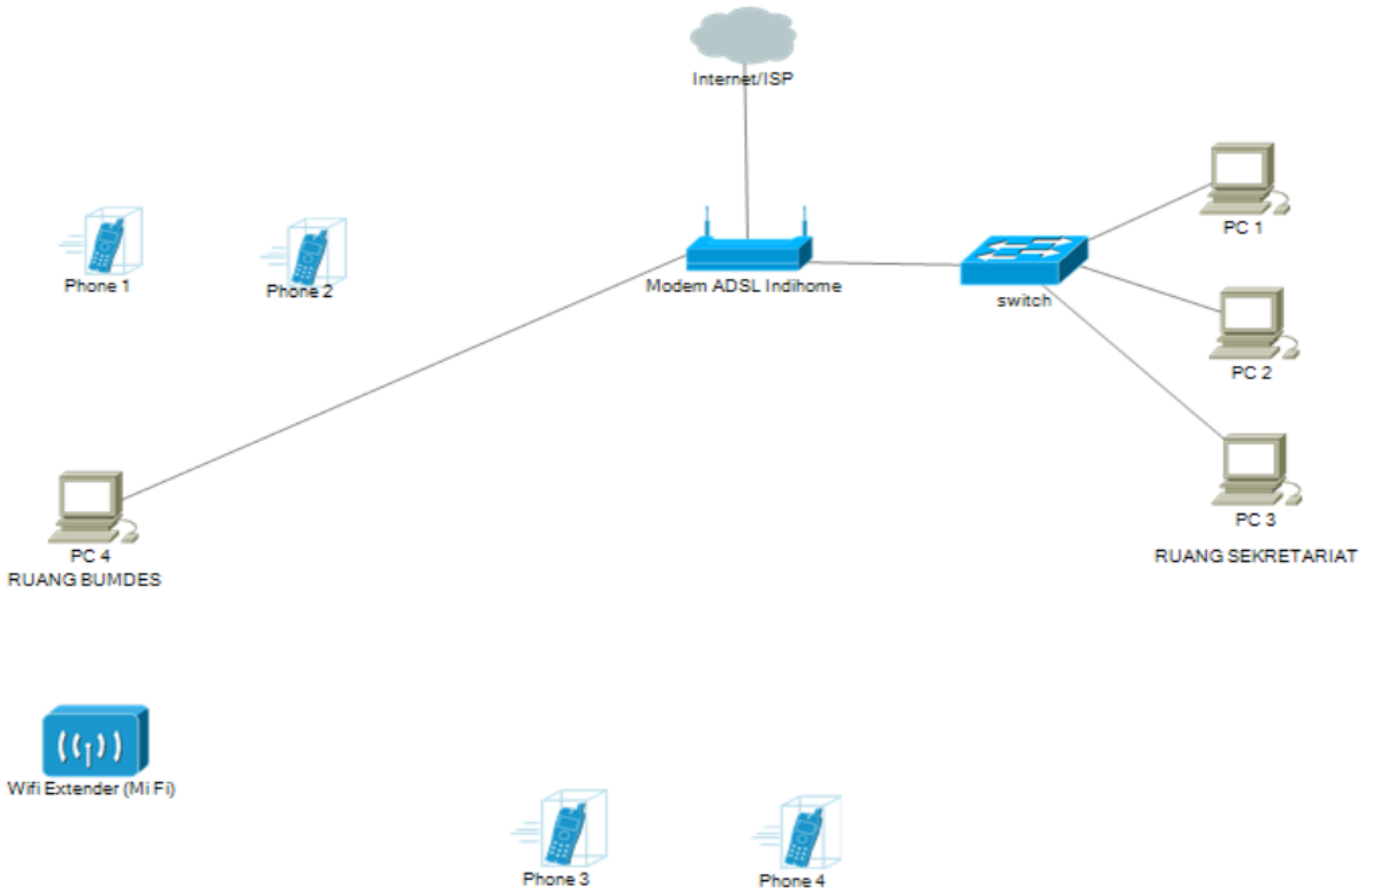 Internet/ISP
PC 1
Phone 1
Phone 2
Modem ADSL Indihome
switch
PC 2
PC 3
RUANG SEKRETARIAT
PC 4
RUANG BUMDES
Wifi Extender (Mi Fi)
Phone 3
Phone 4